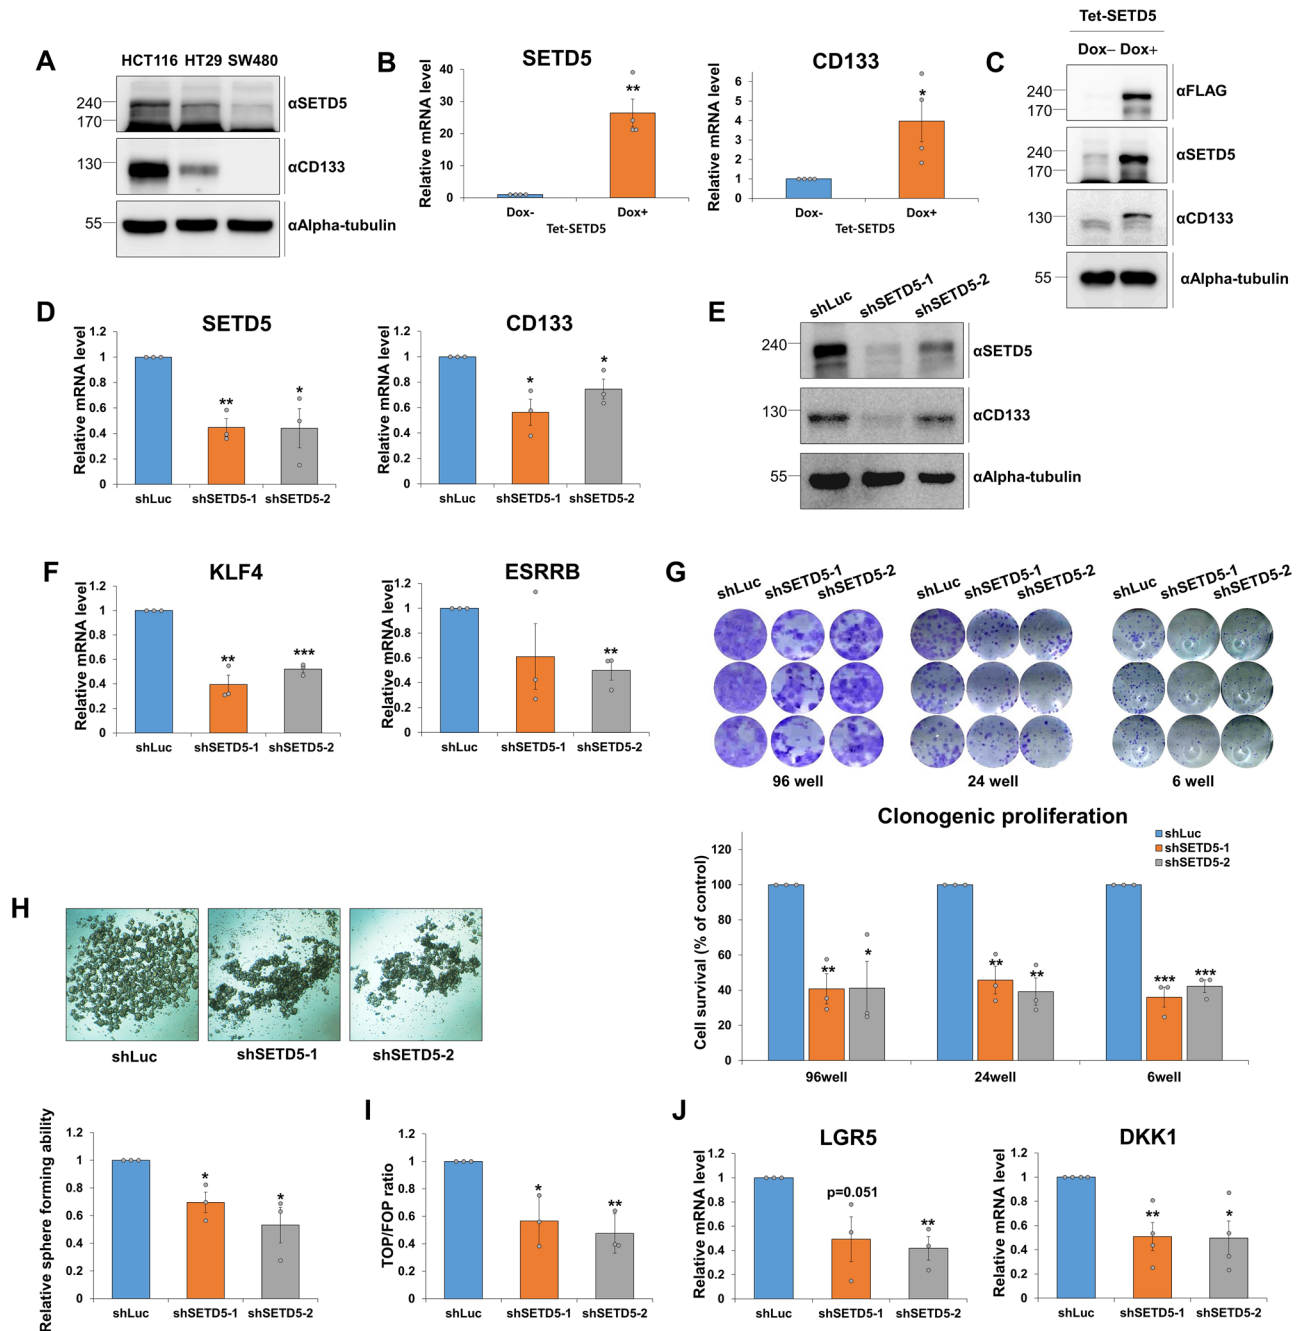 A
HCT116 HT29 SW480
240
170
αSETD5
130
αCD133
55
αAlpha-tubulin
B
SETD5
Relative mRNA level
40
30
20
10
0
**
Dox- Dox+
Tet-SETD5
CD133
Relative mRNA level
6
5
4
3
2
1
0
*
Dox- Dox+
Tet-SETD5
C
Tet-SETD5
Dox– Dox+
240
170
αFLAG
240
170
αSETD5
130
αCD133
55
αAlpha-tubulin
D
SETD5
Relative mRNA level
1.2
1
0.8
0.6
0.4
0.2
0
**
*
shLuc shSETD5-1 shSETD5-2
CD133
Relative mRNA level
1.2
1
0.8
0.6
0.4
0.2
0
*
*
shLuc shSETD5-1 shSETD5-2
E
shLuc shSETD5-1 shSETD5-2
240
αSETD5
130
αCD133
55
αAlpha-tubulin
F
KLF4
Relative mRNA level
1.2
1
0.8
0.6
0.4
0.2
0
**
***
shLuc shSETD5-1 shSETD5-2
ESRRB
Relative mRNA level
1.2
1
0.8
0.6
0.4
0.2
0
**
shLuc shSETD5-1 shSETD5-2
G
shLuc shSETD5-1 shSETD5-2
96 well
shLuc shSETD5-1 shSETD5-2
24 well
shLuc shSETD5-1 shSETD5-2
6 well
Clonogenic proliferation
shLuc
shSETD5-1
shSETD5-2
Cell survival (% of control)
120
100
80
60
40
20
0
** *
** **
*** ***
96well 24well 6well
H
shLuc shSETD5-1 shSETD5-2
Relative sphere forming ability
1.2
1
0.8
0.6
0.4
0.2
0
*
*
shLuc shSETD5-1 shSETD5-2
I
TOP/FOP ratio
1.2
1
0.8
0.6
0.4
0.2
0
*
**
shLuc shSETD5-1 shSETD5-2
J
LGR5
Relative mRNA level
1.2
1
0.8
0.6
0.4
0.2
0
p=0.051
**
shLuc shSETD5-1 shSETD5-2
DKK1
Relative mRNA level
1.2
1
0.8
0.6
0.4
0.2
0
**
*
shLuc shSETD5-1 shSETD5-2